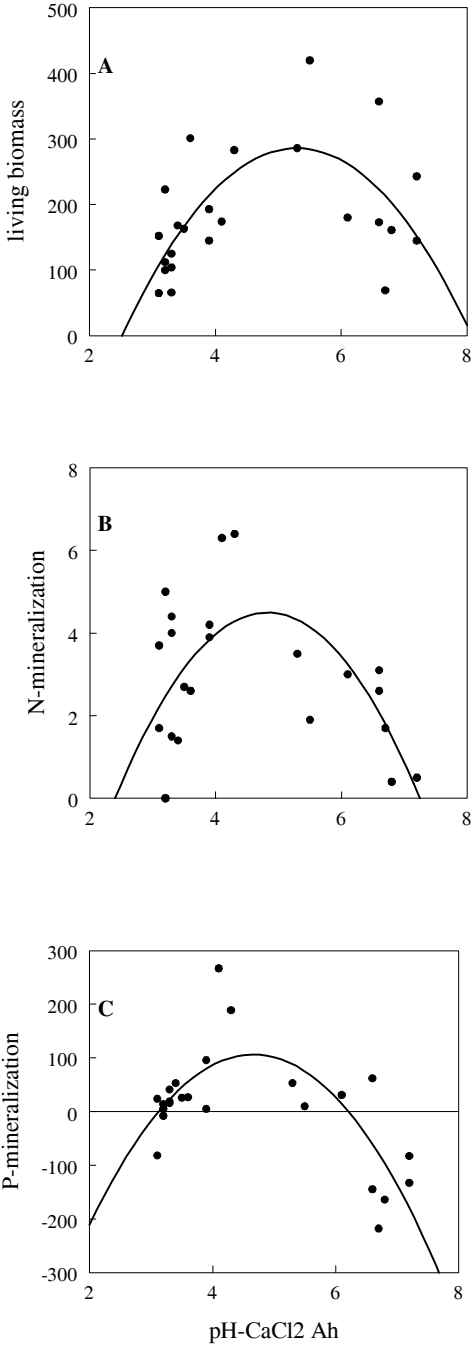 500
400
A
300
living biomass
200
100
0
2 4 6 8
8
B
6
N-mineralization
4
2
0
2 4 6 8
300
200
C
100
P-mineralization
0
-100
-200
-300
2 4 6 8
pH-CaCl2 Ah